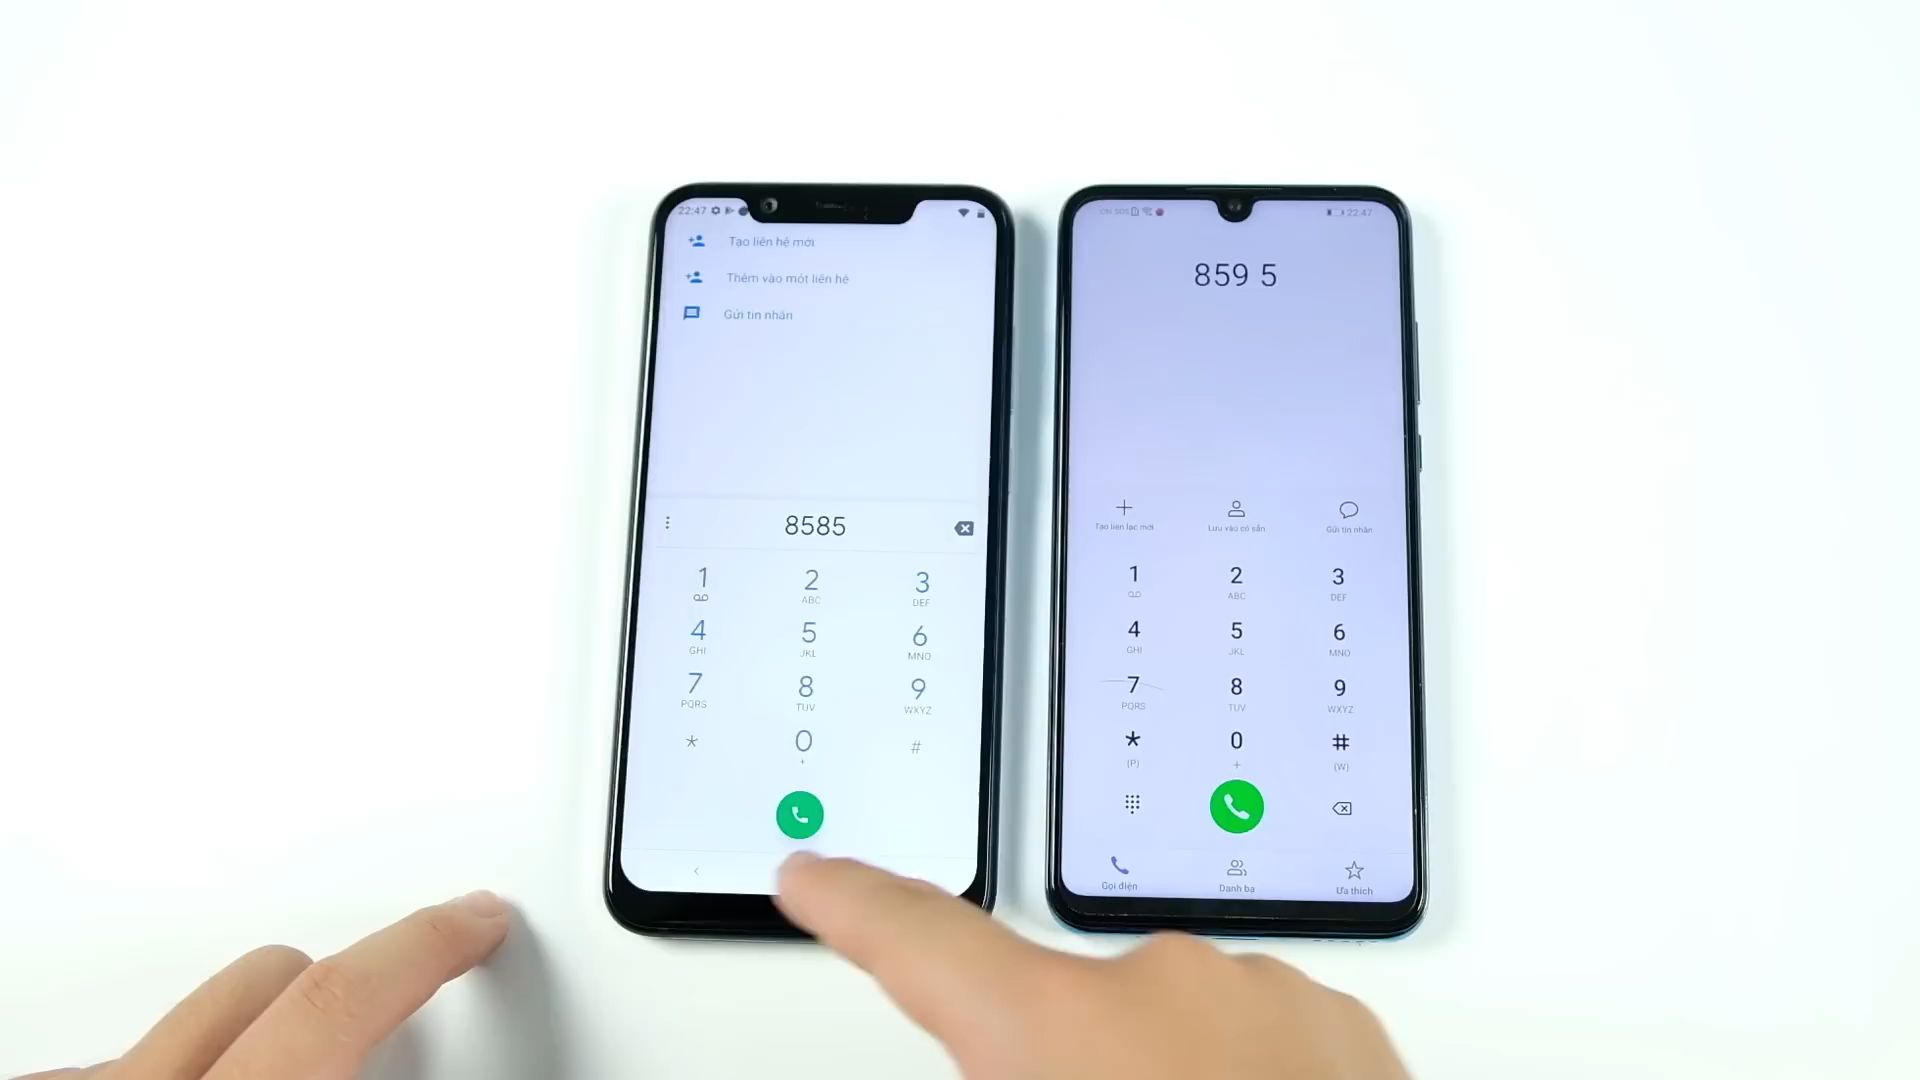 22:47
Tạo liên hệ mới
Thêm vào một liên hệ
Gửi tin nhắn
8585
1 2 3
ABC DEF
4 5 6
GHI JKL MNO
7 8 9
PQRS TUV WXYZ
* 0 #
+
22:47
859 5
Tạo liên lạc mới Lưu vào có sẵn Gửi tin nhắn
1 2 3
ABC DEF
4 5 6
GHI JKL MNO
7 8 9
PQRS TUV WXYZ
* 0 #
(P) + (W)
Gọi điện Danh bạ Ưa thích